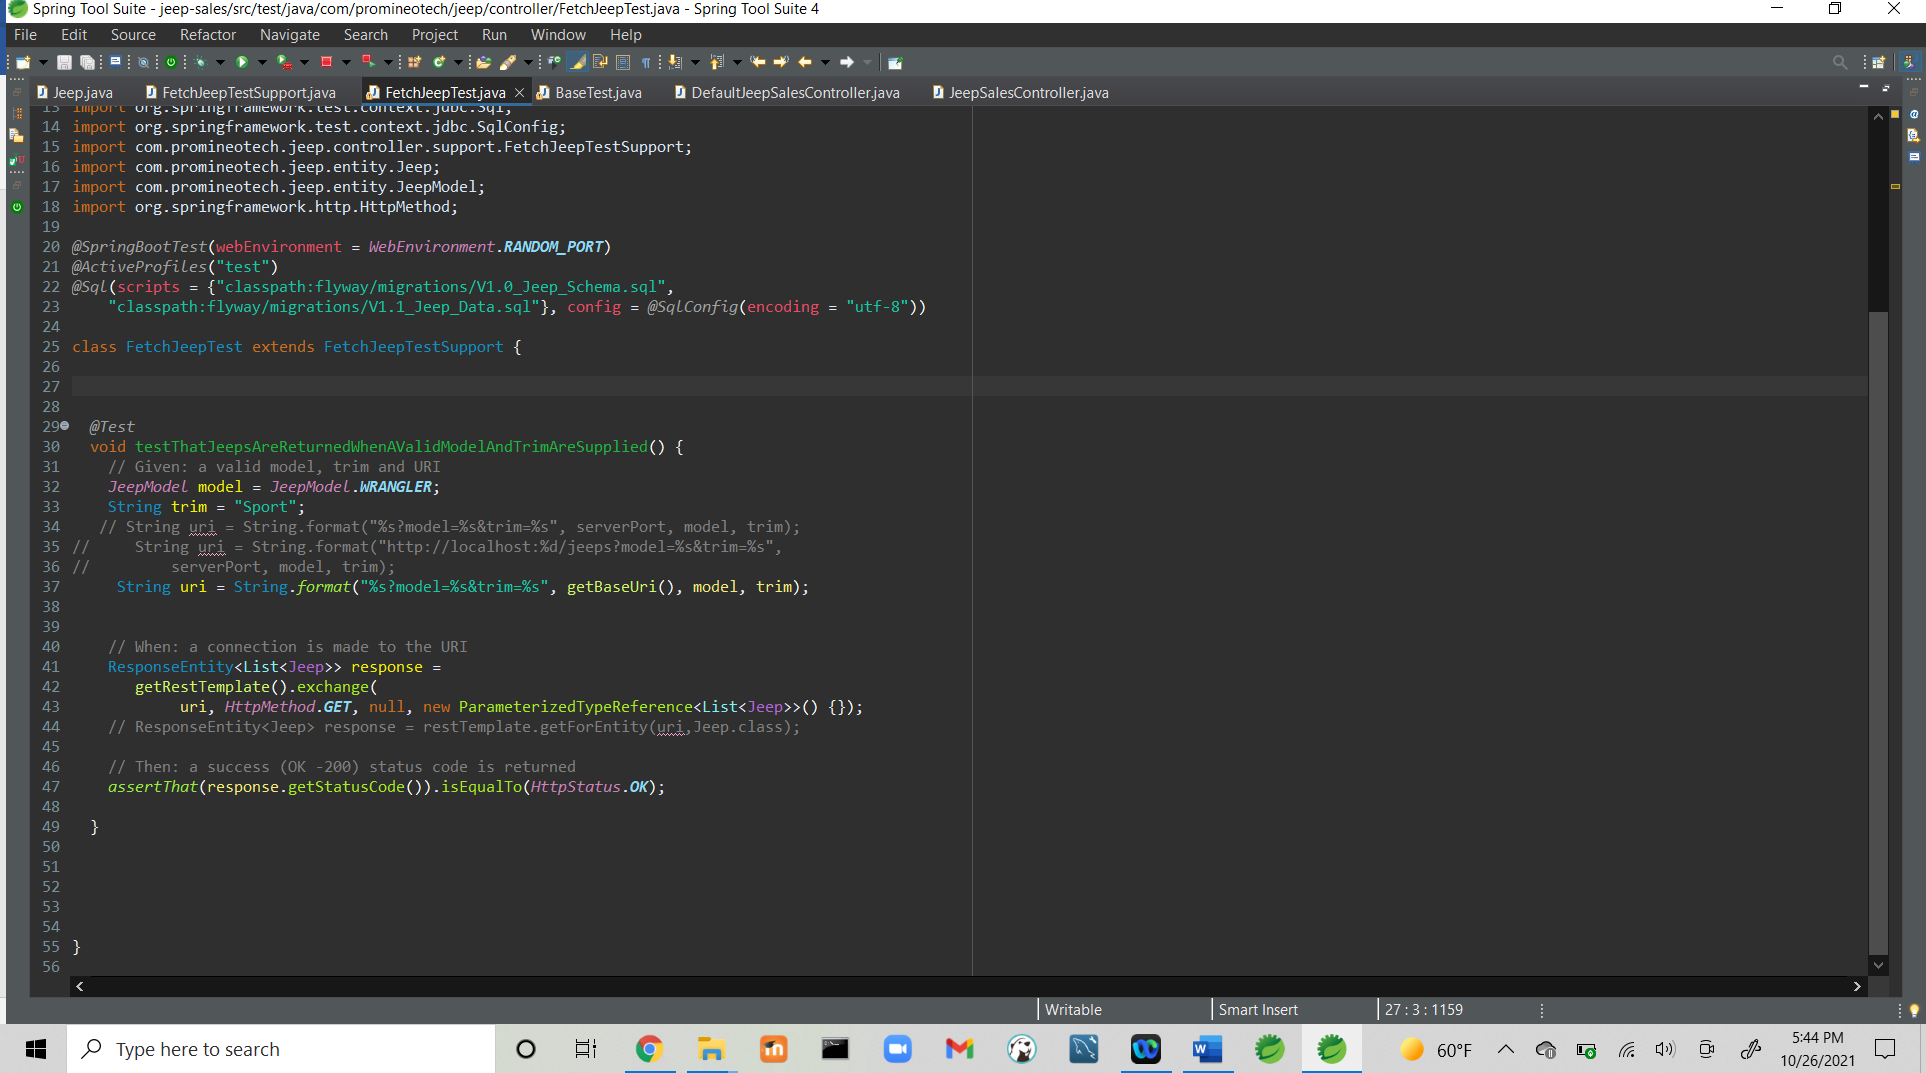 Spring Tool Suite - jeep-sales/src/test/java/com/promineotech/jeep/controller/FetchJeepTest.java - Spring Tool Suite 4
File Edit Source Refactor Navigate Search Project Run Window Help
Jeep.java FetchJeepTestSupport.java FetchJeepTest.java BaseTest.java DefaultJeepSalesController.java JeepSalesController.java
13 import org.springframework.test.context.jdbc.Sql;
14 import org.springframework.test.context.jdbc.SqlConfig;
15 import com.promineotech.jeep.controller.support.FetchJeepTestSupport;
16 import com.promineotech.jeep.entity.Jeep;
17 import com.promineotech.jeep.entity.JeepModel;
18 import org.springframework.http.HttpMethod;
19
20 @SpringBootTest(webEnvironment = WebEnvironment.RANDOM_PORT)
21 @ActiveProfiles("test")
22 @Sql(scripts = {"classpath:flyway/migrations/V1.0_Jeep_Schema.sql",
23 "classpath:flyway/migrations/V1.1_Jeep_Data.sql"}, config = @SqlConfig(encoding = "utf-8"))
24
25 class FetchJeepTest extends FetchJeepTestSupport {
26
27
28
29 @Test
30 void testThatJeepsAreReturnedWhenAValidModelAndTrimAreSupplied() {
31 // Given: a valid model, trim and URI
32 JeepModel model = JeepModel.WRANGLER;
33 String trim = "Sport";
34 // String uri = String.format("%s?model=%s&trim=%s", serverPort, model, trim);
35 // String uri = String.format("http://localhost:%d/jeeps?model=%s&trim=%s",
36 // serverPort, model, trim);
37 String uri = String.format("%s?model=%s&trim=%s", getBaseUri(), model, trim);
38
39
40 // When: a connection is made to the URI
41 ResponseEntity<List<Jeep>> response =
42 getRestTemplate().exchange(
43 uri, HttpMethod.GET, null, new ParameterizedTypeReference<List<Jeep>>() {});
44 // ResponseEntity<Jeep> response = restTemplate.getForEntity(uri,Jeep.class);
45
46 // Then: a success (OK -200) status code is returned
47 assertThat(response.getStatusCode()).isEqualTo(HttpStatus.OK);
48
49 }
50
51
52
53
54
55 }
56
Writable Smart Insert 27 : 3 : 1159
Type here to search 60°F 5:44 PM
10/26/2021